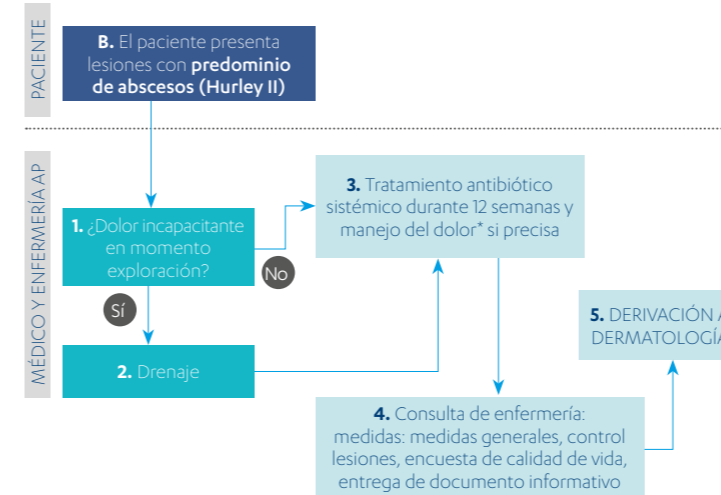 PACIENTE
B. El paciente presenta
lesiones con predominio
de abscesos (Hurley II)
MÉDICO Y ENFERMERÍA AP
1. ¿Dolor incapacitante
en momento
exploración?
No
Sí
2. Drenaje
3. Tratamiento antibiótico
sistémico durante 12 semanas y
manejo del dolor* si precisa
4. Consulta de enfermería:
medidas: medidas generales, control
lesiones, encuesta de calidad de vida,
entrega de documento informativo
5. DERIVACIÓN A
DERMATOLOGÍA